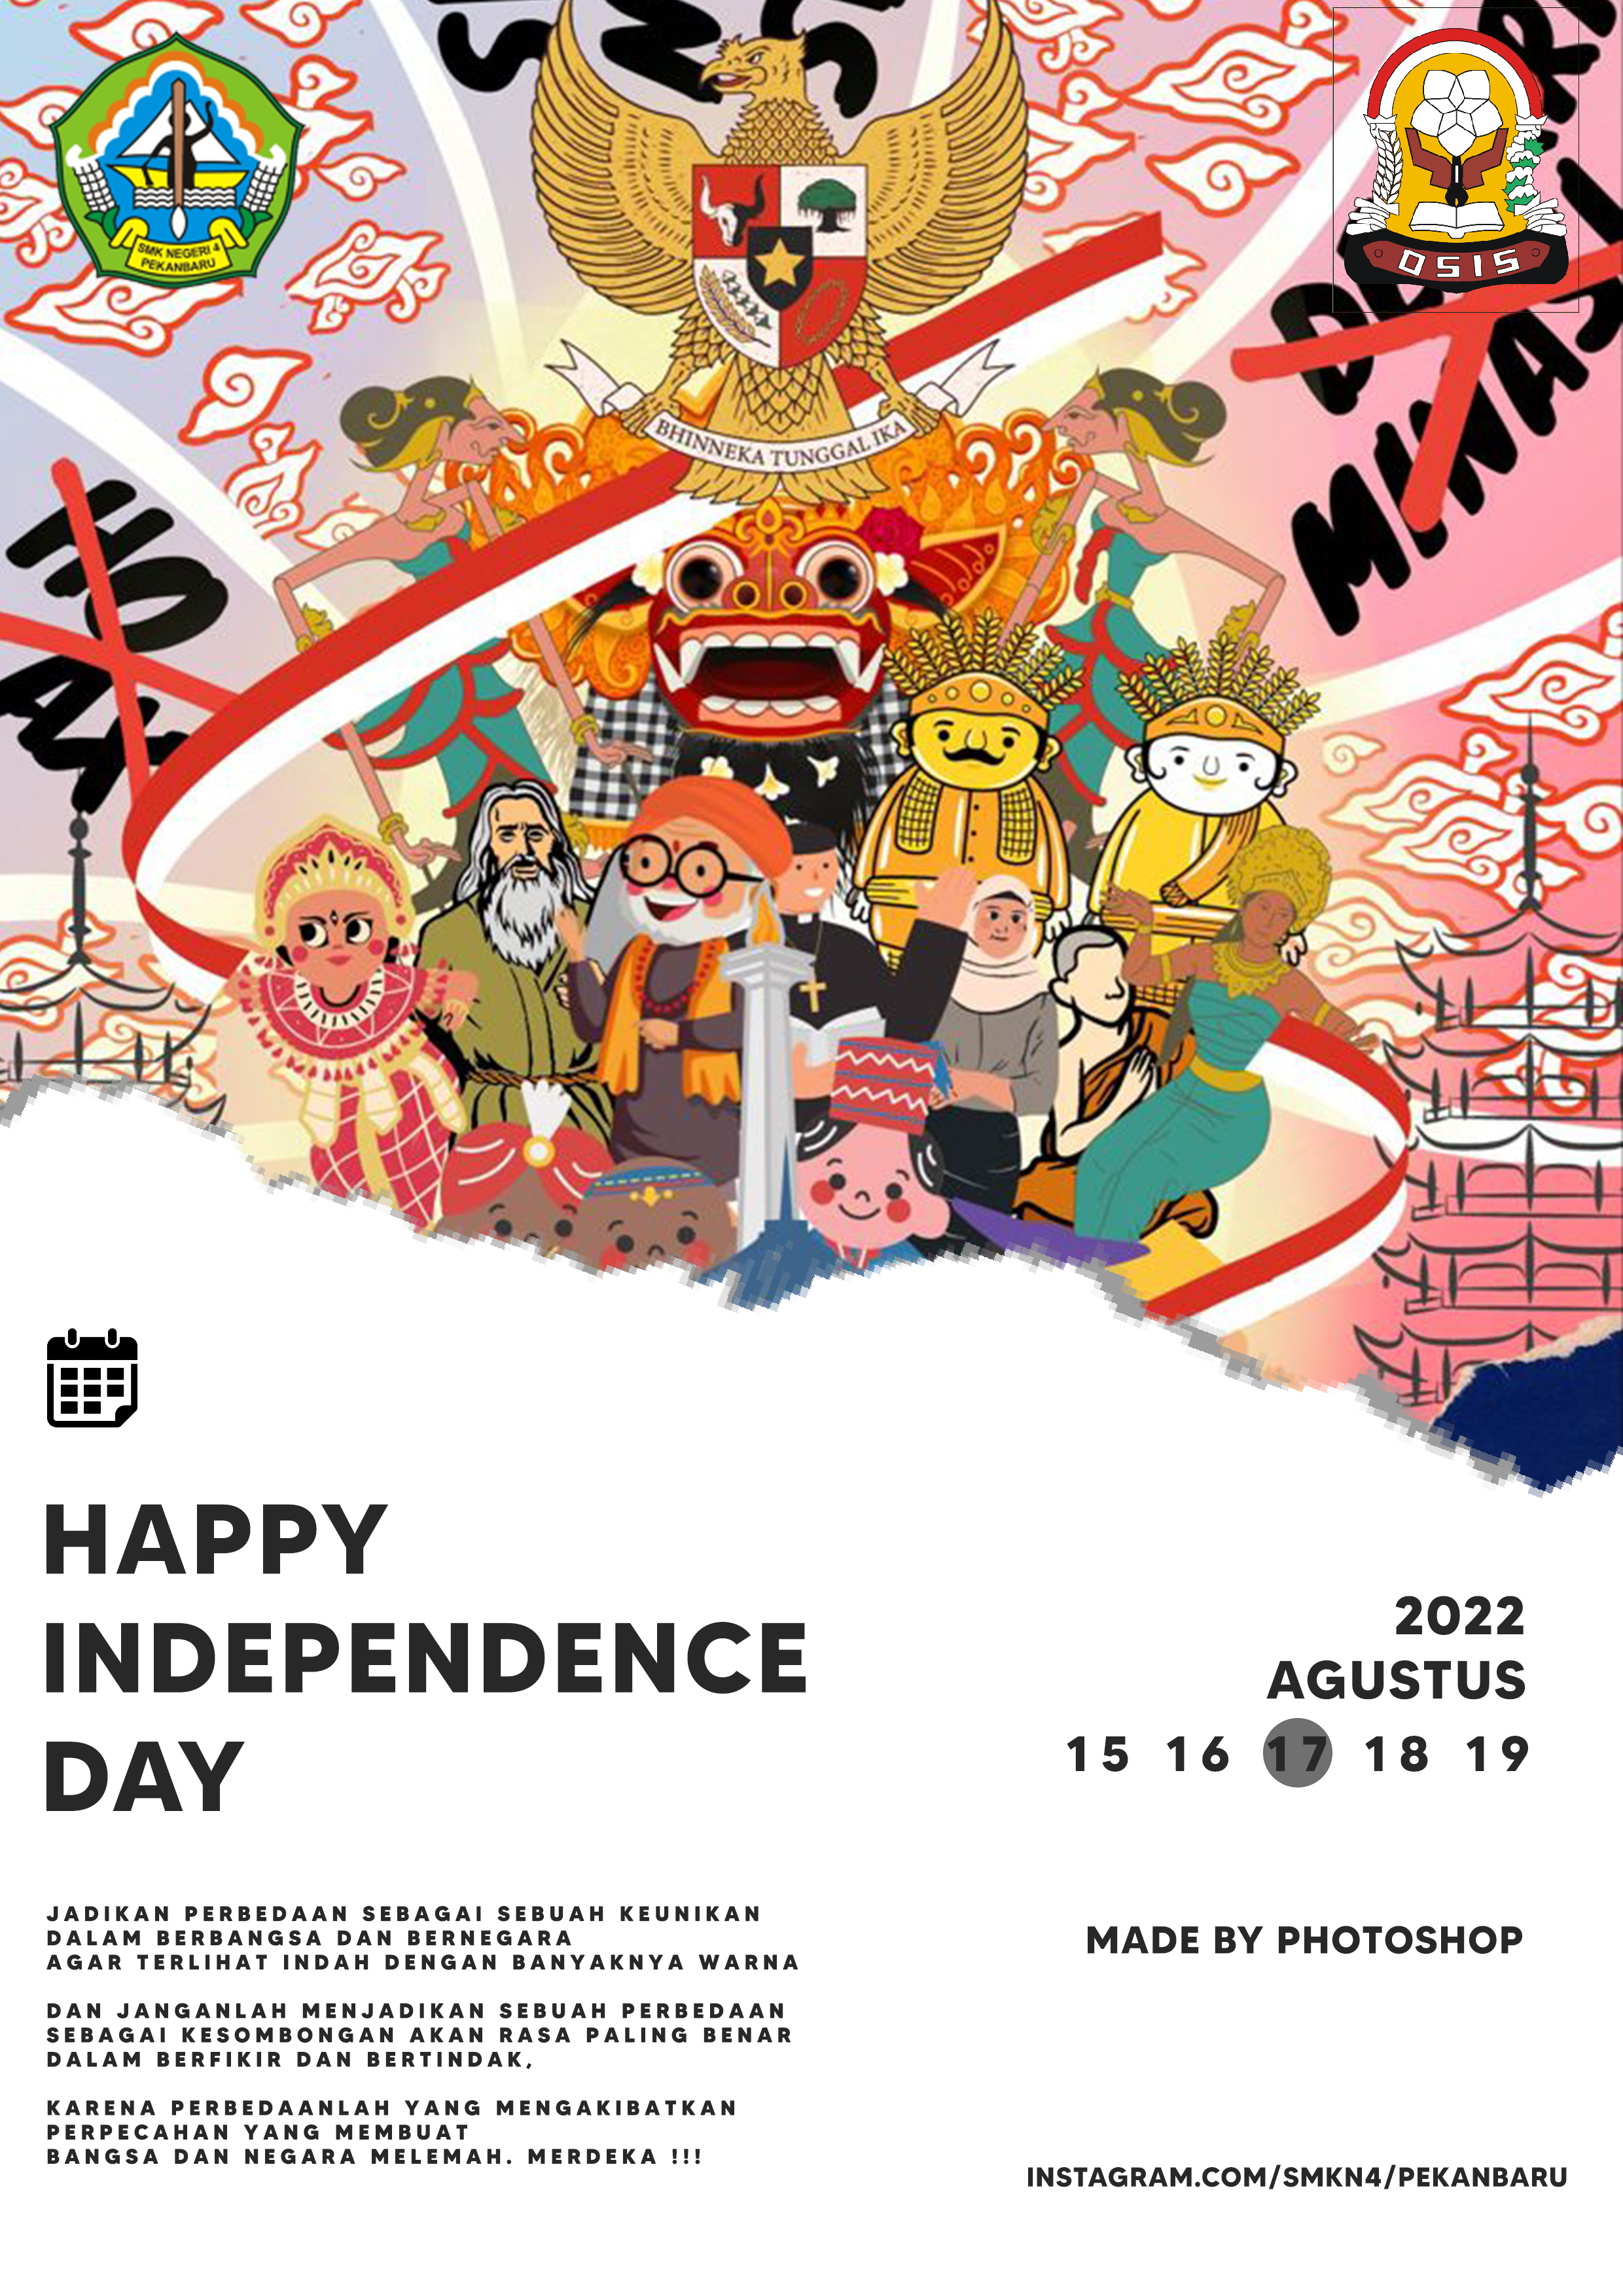 SMK NEGERI 4
PEKANBARU
OSIS
BHINNEKA TUNGGAL IKA
HO
HAPPY
INDEPENDENCE
DAY
2022
AGUSTUS
15 16 17 18 19
JADIKAN PERBEDAAN SEBAGAI SEBUAH KEUNIKAN
DALAM BERBANGSA DAN BERNEGARA
AGAR TERLIHAT INDAH DENGAN BANYAKNYA WARNA
DAN JANGANLAH MENJADIKAN SEBUAH PERBEDAAN
SEBAGAI KESOMBONGAN AKAN RASA PALING BENAR
DALAM BERFIKIR DAN BERTINDAK,
KARENA PERBEDAANLAH YANG MENGAKIBATKAN
PERPECAHAN YANG MEMBUAT
BANGSA DAN NEGARA MELEMAH. MERDEKA !!!
MADE BY PHOTOSHOP
INSTAGRAM.COM/SMKN4/PEKANBARU